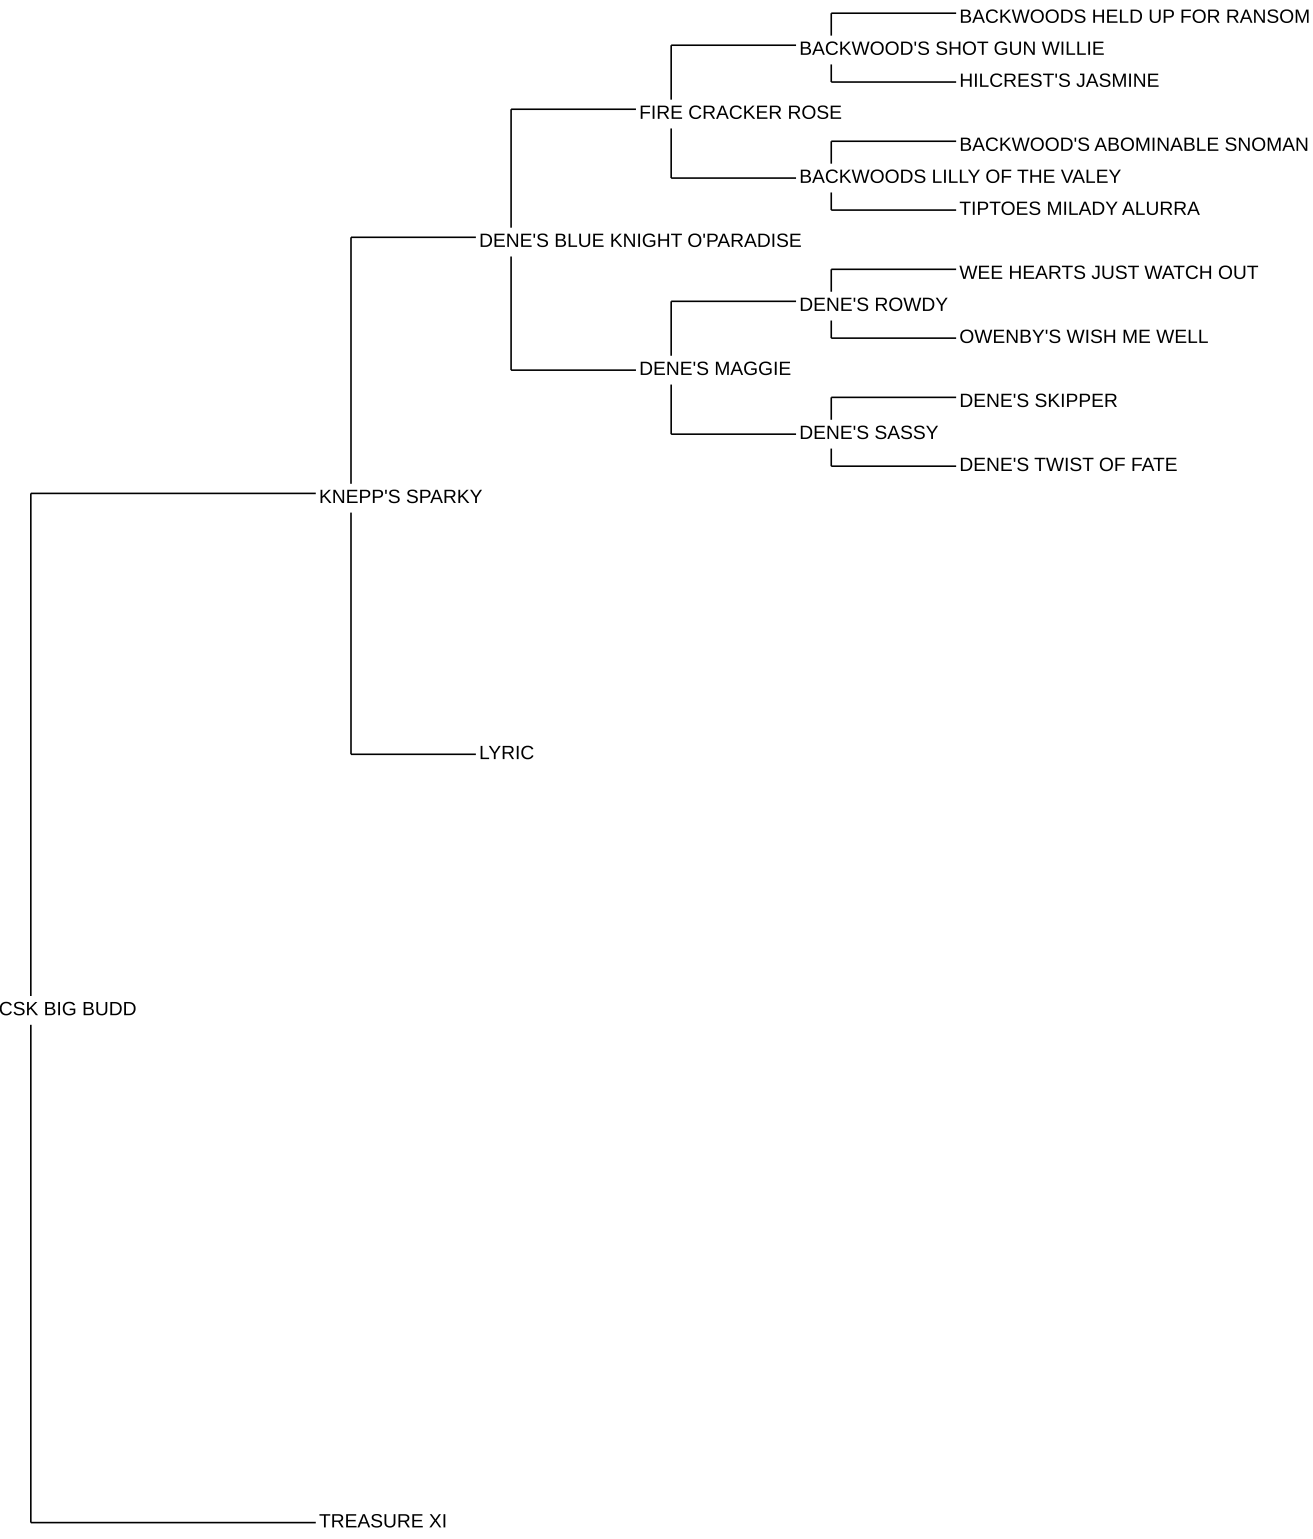 BACKWOODS HELD UP FOR RANSOM
BACKWOOD'S SHOT GUN WILLIE
HILCREST'S JASMINE
FIRE CRACKER ROSE
BACKWOOD'S ABOMINABLE SNOMAN
BACKWOODS LILLY OF THE VALEY
TIPTOES MILADY ALURRA
DENE'S BLUE KNIGHT O'PARADISE
WEE HEARTS JUST WATCH OUT
DENE'S ROWDY
OWENBY'S WISH ME WELL
DENE'S MAGGIE
DENE'S SKIPPER
DENE'S SASSY
DENE'S TWIST OF FATE
KNEPP'S SPARKY
LYRIC
CSK BIG BUDD
TREASURE XI